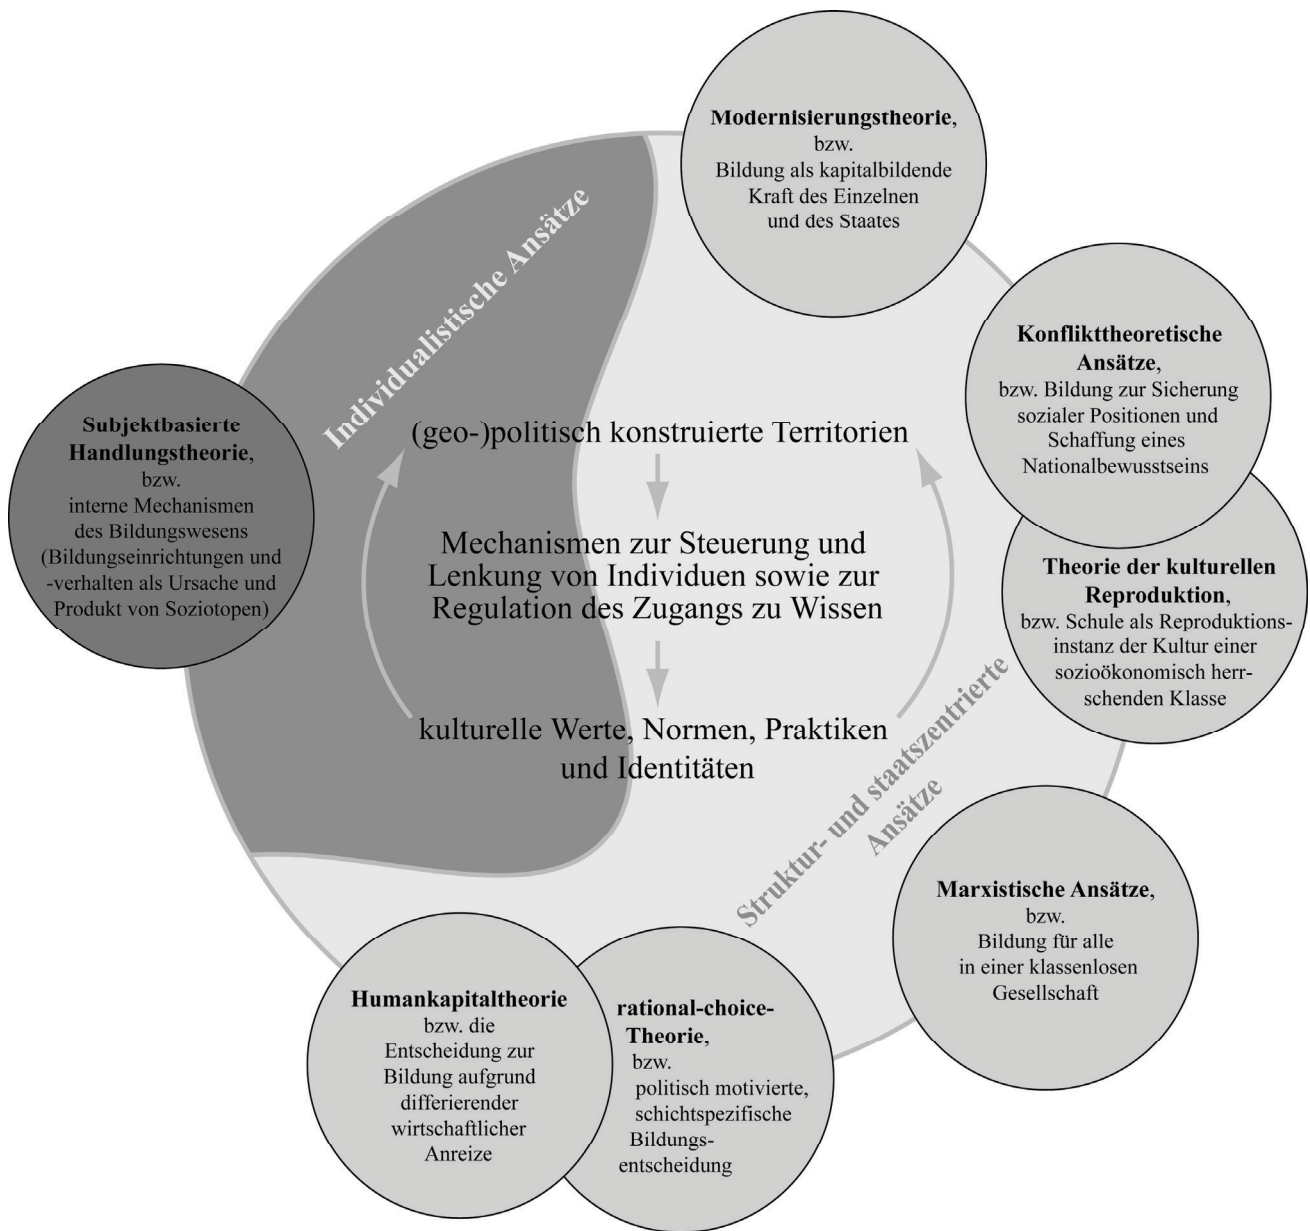 Modernisierungstheorie,
bzw.
Bildung als kapitalbildende
Kraft des Einzelnen
und des Staates
Individualistische Ansätze
Konflikttheoretische
Ansätze,
bzw. Bildung zur Sicherung
sozialer Positionen und
Schaffung eines
Nationalbewusstseins
Subjektbasierte
Handlungstheorie,
bzw.
interne Mechanismen
des Bildungswesens
(Bildungseinrichtungen und
-verhalten als Ursache und
Produkt von Soziotopen)
(geo-)politisch konstruierte Territorien
Mechanismen zur Steuerung und
Lenkung von Individuen sowie zur
Regulation des Zugangs zu Wissen
kulturelle Werte, Normen, Praktiken
und Identitäten
Theorie der kulturellen
Reproduktion,
bzw. Schule als Reproduktions-
instanz der Kultur einer
sozioökonomisch herr-
schenden Klasse
Struktur- und staatszentrierte
Ansätze
Marxistische Ansätze,
bzw.
Bildung für alle
in einer klassenlosen
Gesellschaft
Humankapitaltheorie
bzw. die
Entscheidung zur
Bildung aufgrund
differierender
wirtschaftlicher
Anreize
rational-choice-
Theorie,
bzw.
politisch motivierte,
schichtspezifische
Bildungs-
entscheidung